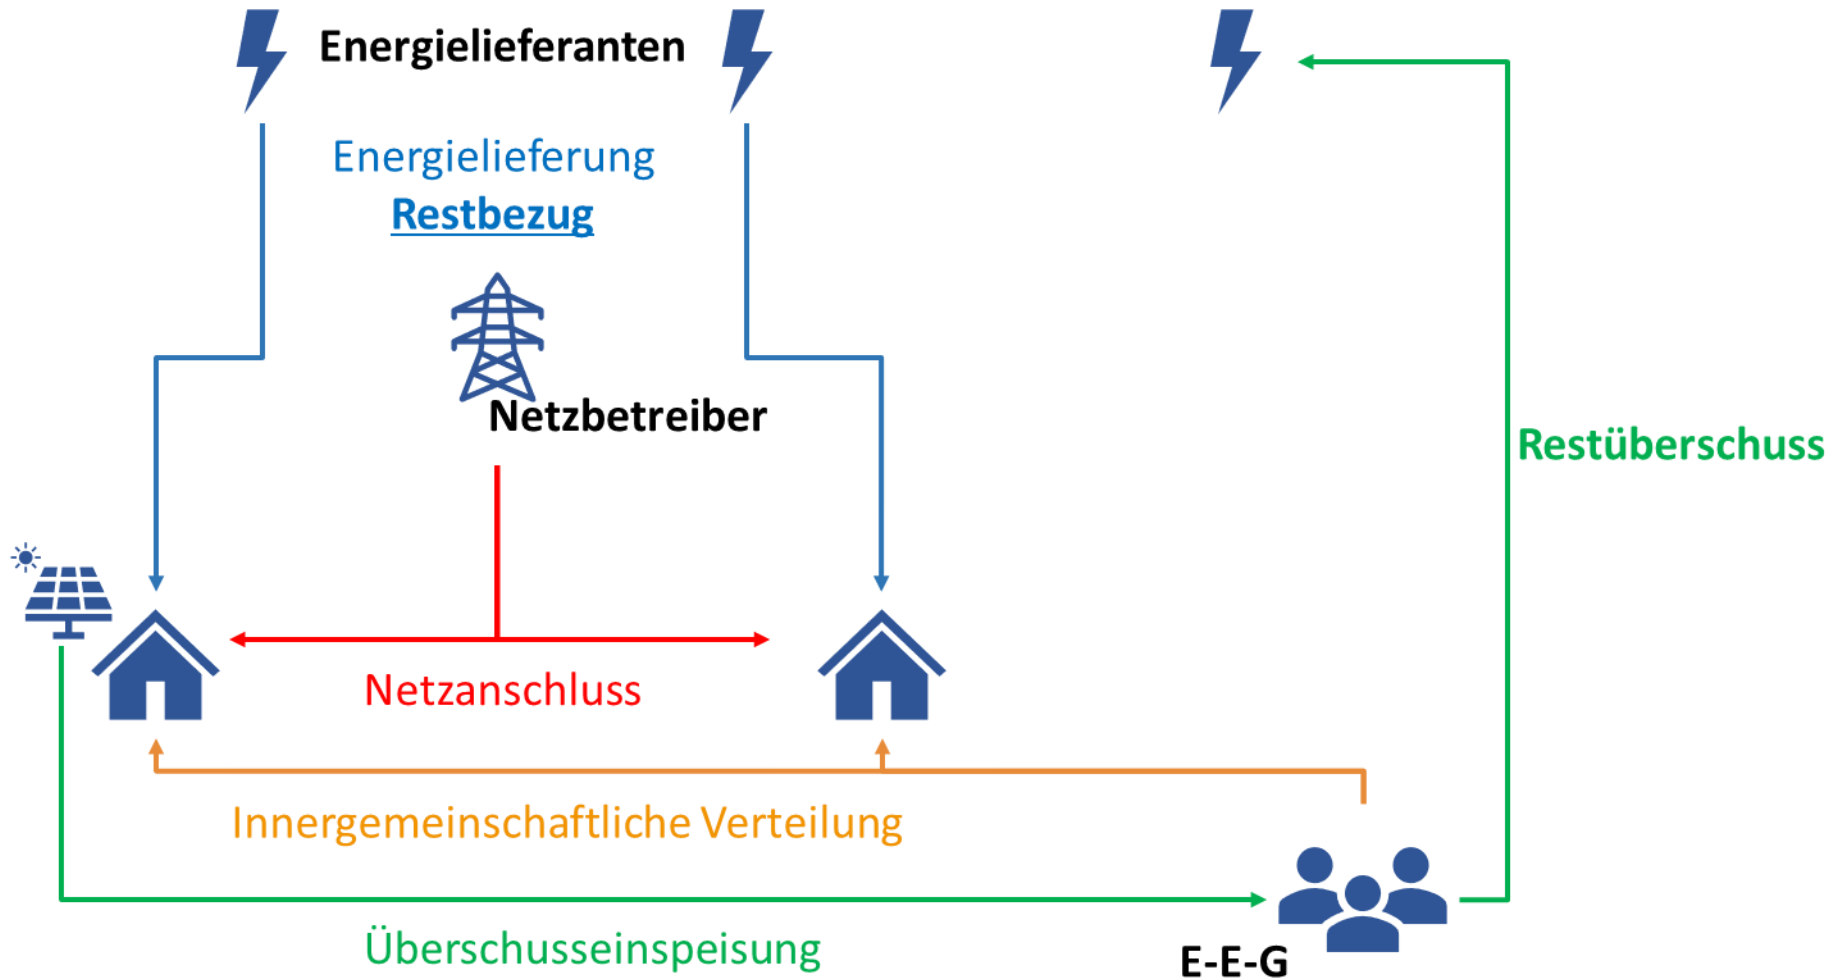 Energielieferanten
Energielieferung
Restbezug
Netzbetreiber
Restüberschuss
Netzanschluss
Innergemeinschaftliche Verteilung
Überschusseinspeisung
E-E-G